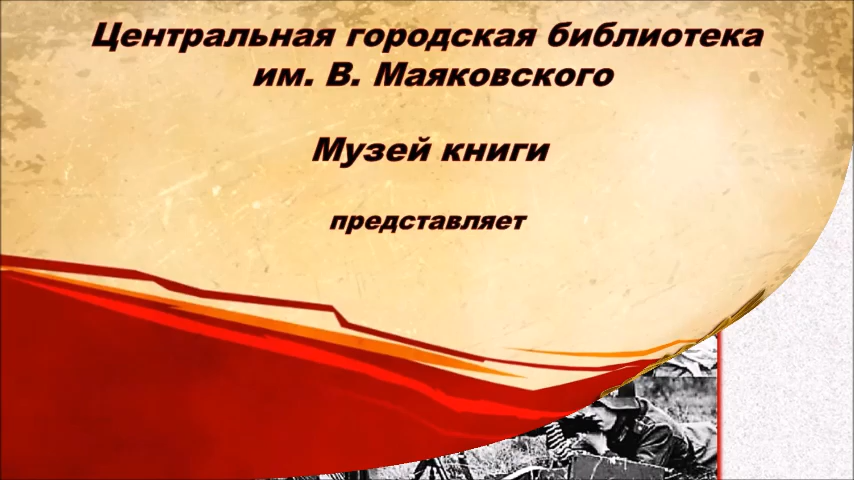 Центральная городская библиотека
им. В. Маяковского
Музей книги
представляет